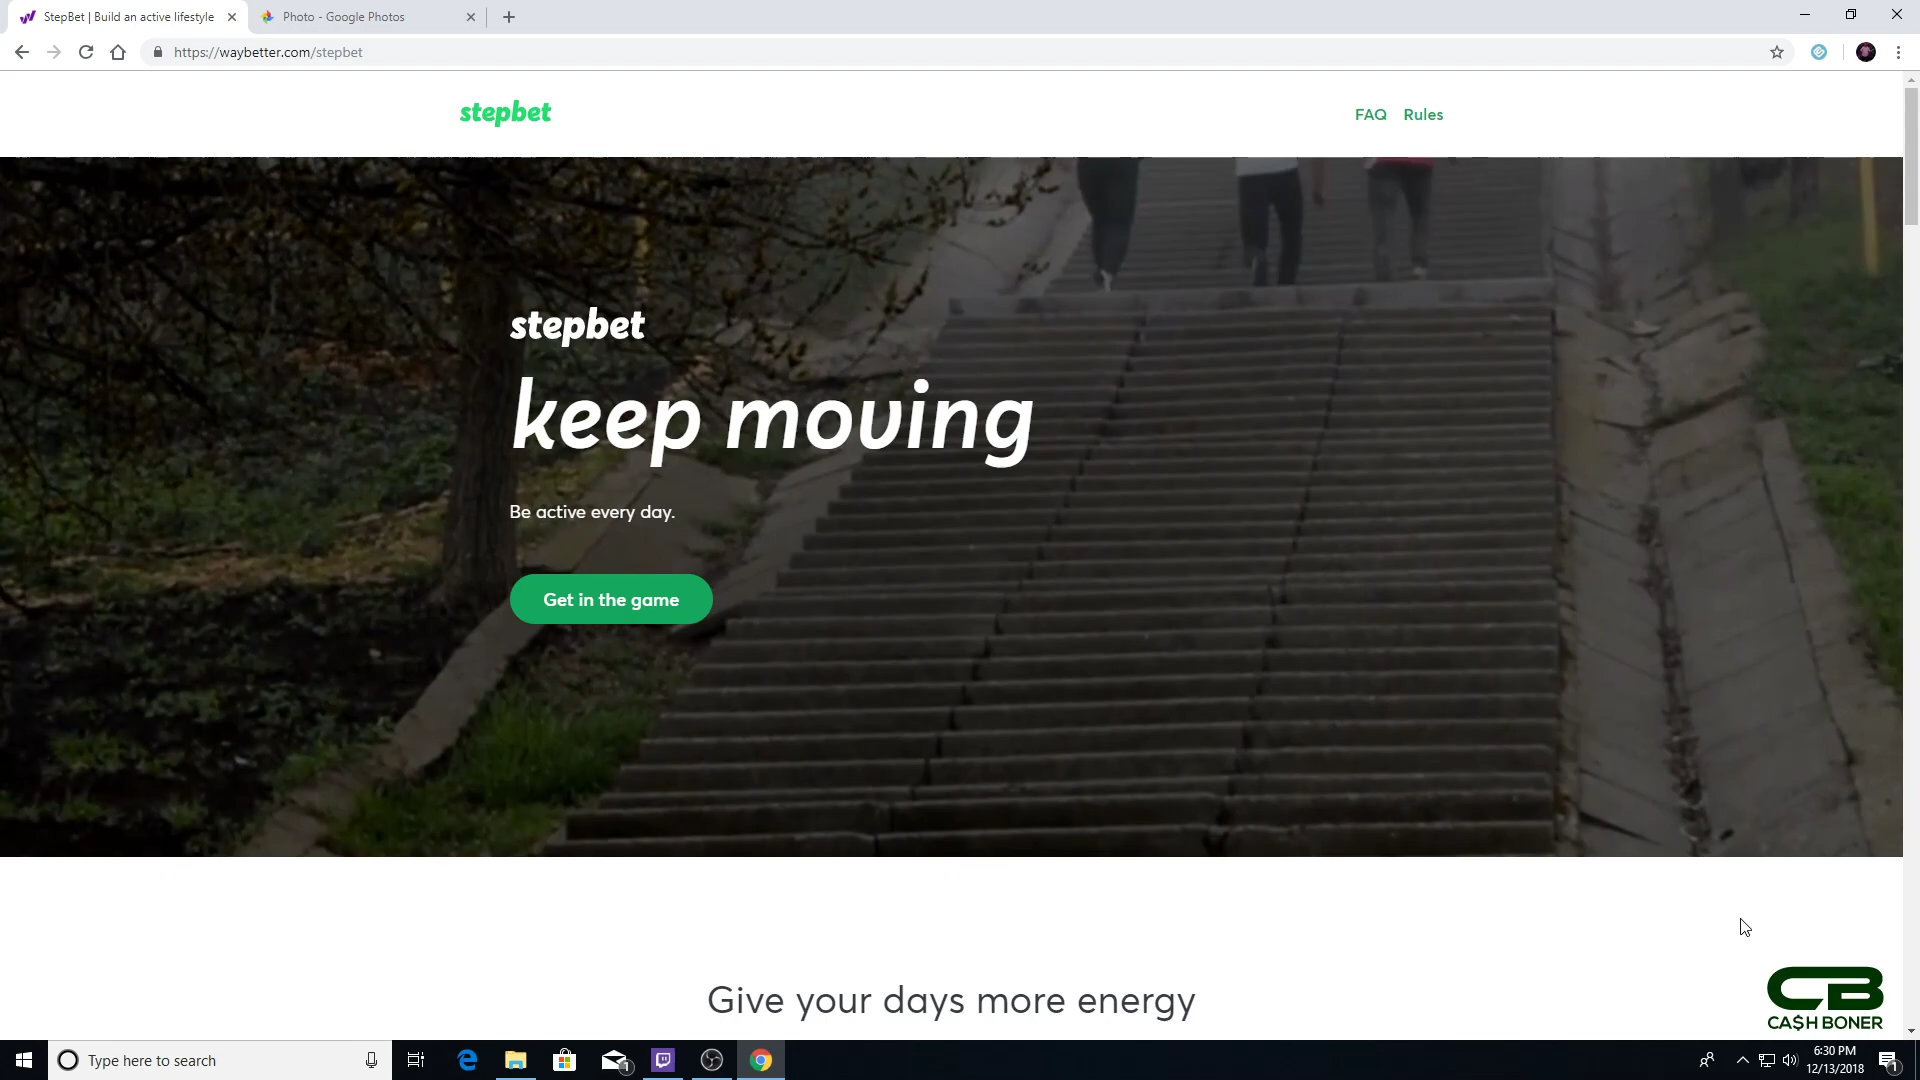 StepBet | Build an active lifestyle
Photo - Google Photos
https://waybetter.com/stepbet
stepbet
FAQ Rules
stepbet
keep moving
Be active every day.
Get in the game
Give your days more energy
CB
CA$H BONER
Type here to search
1
6:30 PM
12/13/2018
1